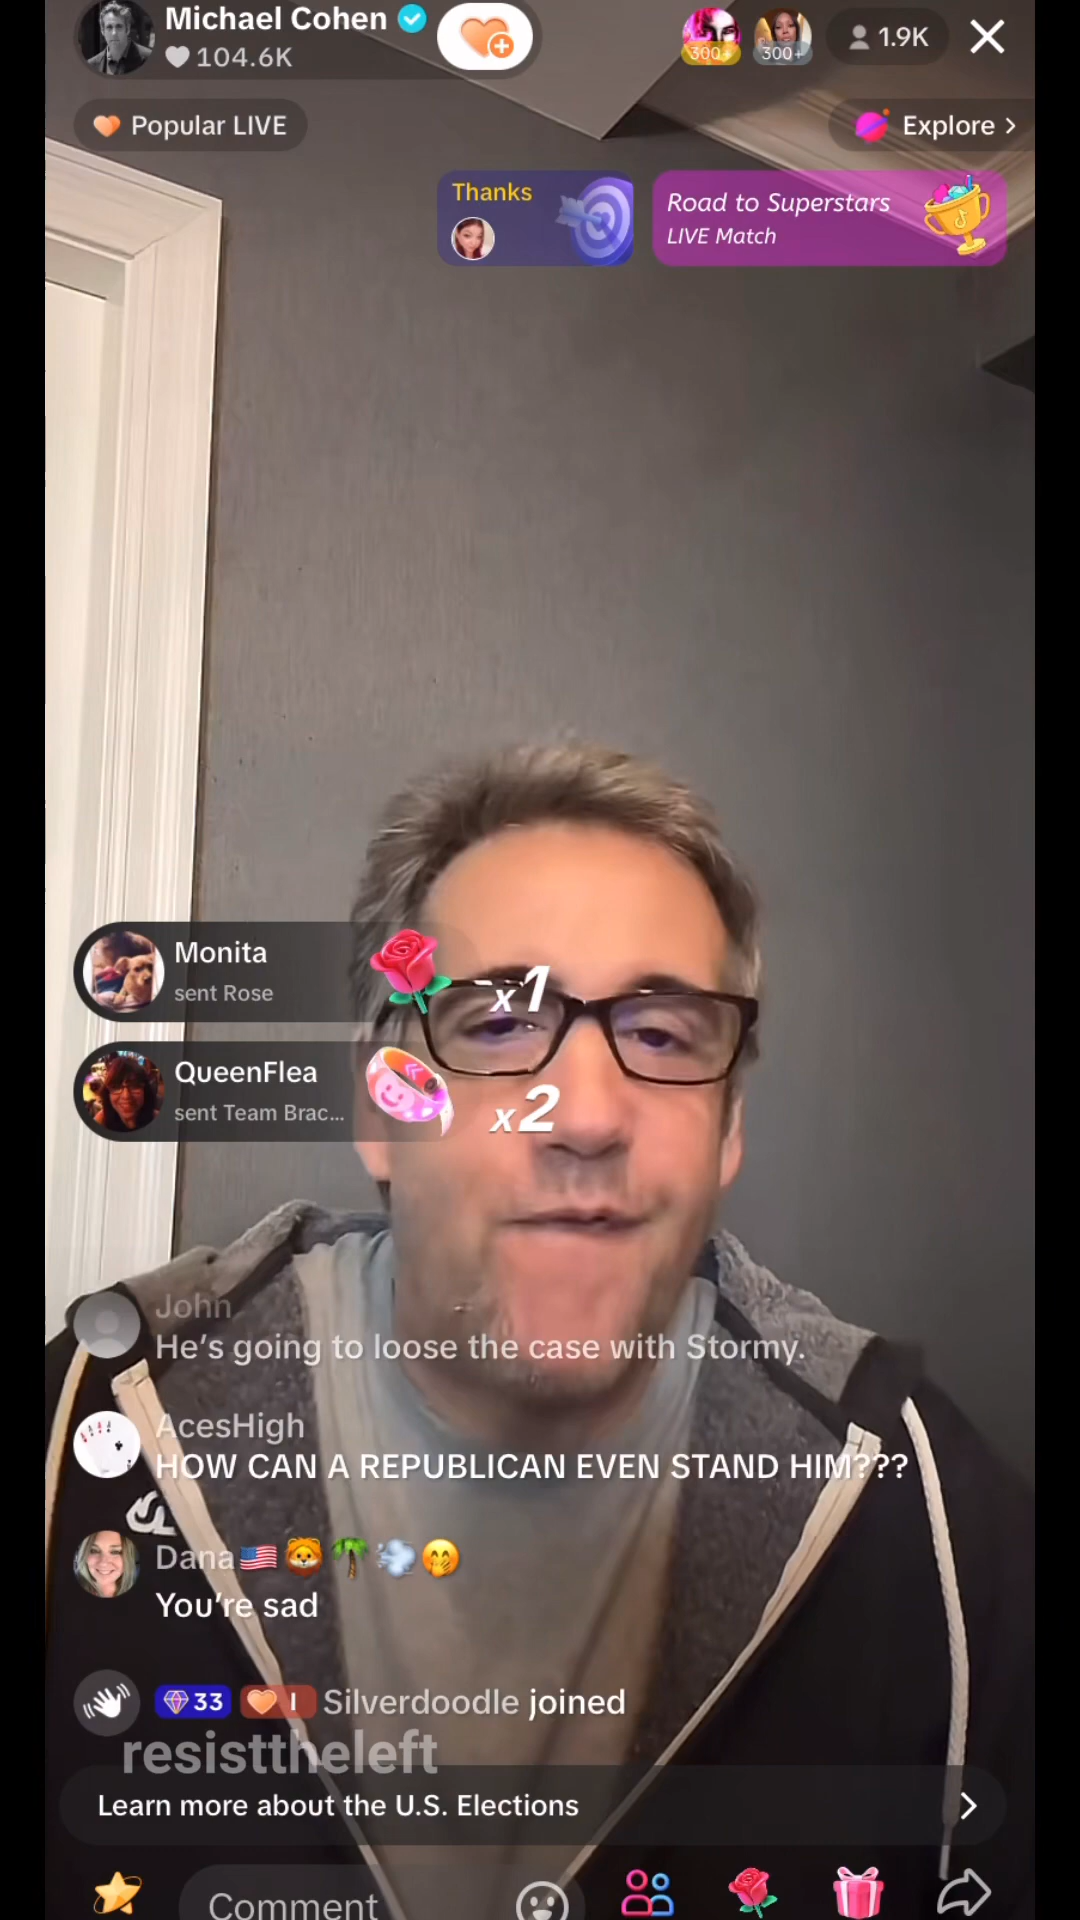 Michael Cohen
104.6K
300+
300+
1.9K
Popular LIVE
Explore >
Thanks
Road to Superstars
LIVE Match
Monita
sent Rose
x1
QueenFlea
sent Team Brac...
x2
John
He's going to loose the case with Stormy.
AcesHigh
HOW CAN A REPUBLICAN EVEN STAND HIM???
Dana🇺🇸🦁🌴💨🤭
You're sad
33 I Silverdoodle joined
resisttheleft
Learn more about the U.S. Elections
Comment